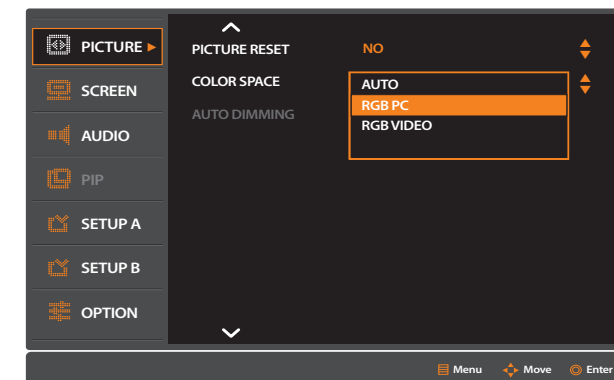 PICTURE
SCREEN
AUDIO
PIP
SETUP A
SETUP B
OPTION
PICTURE RESET NO
COLOR SPACE
AUTO DIMMING
AUTO
RGB PC
RGB VIDEO
Menu Move Enter